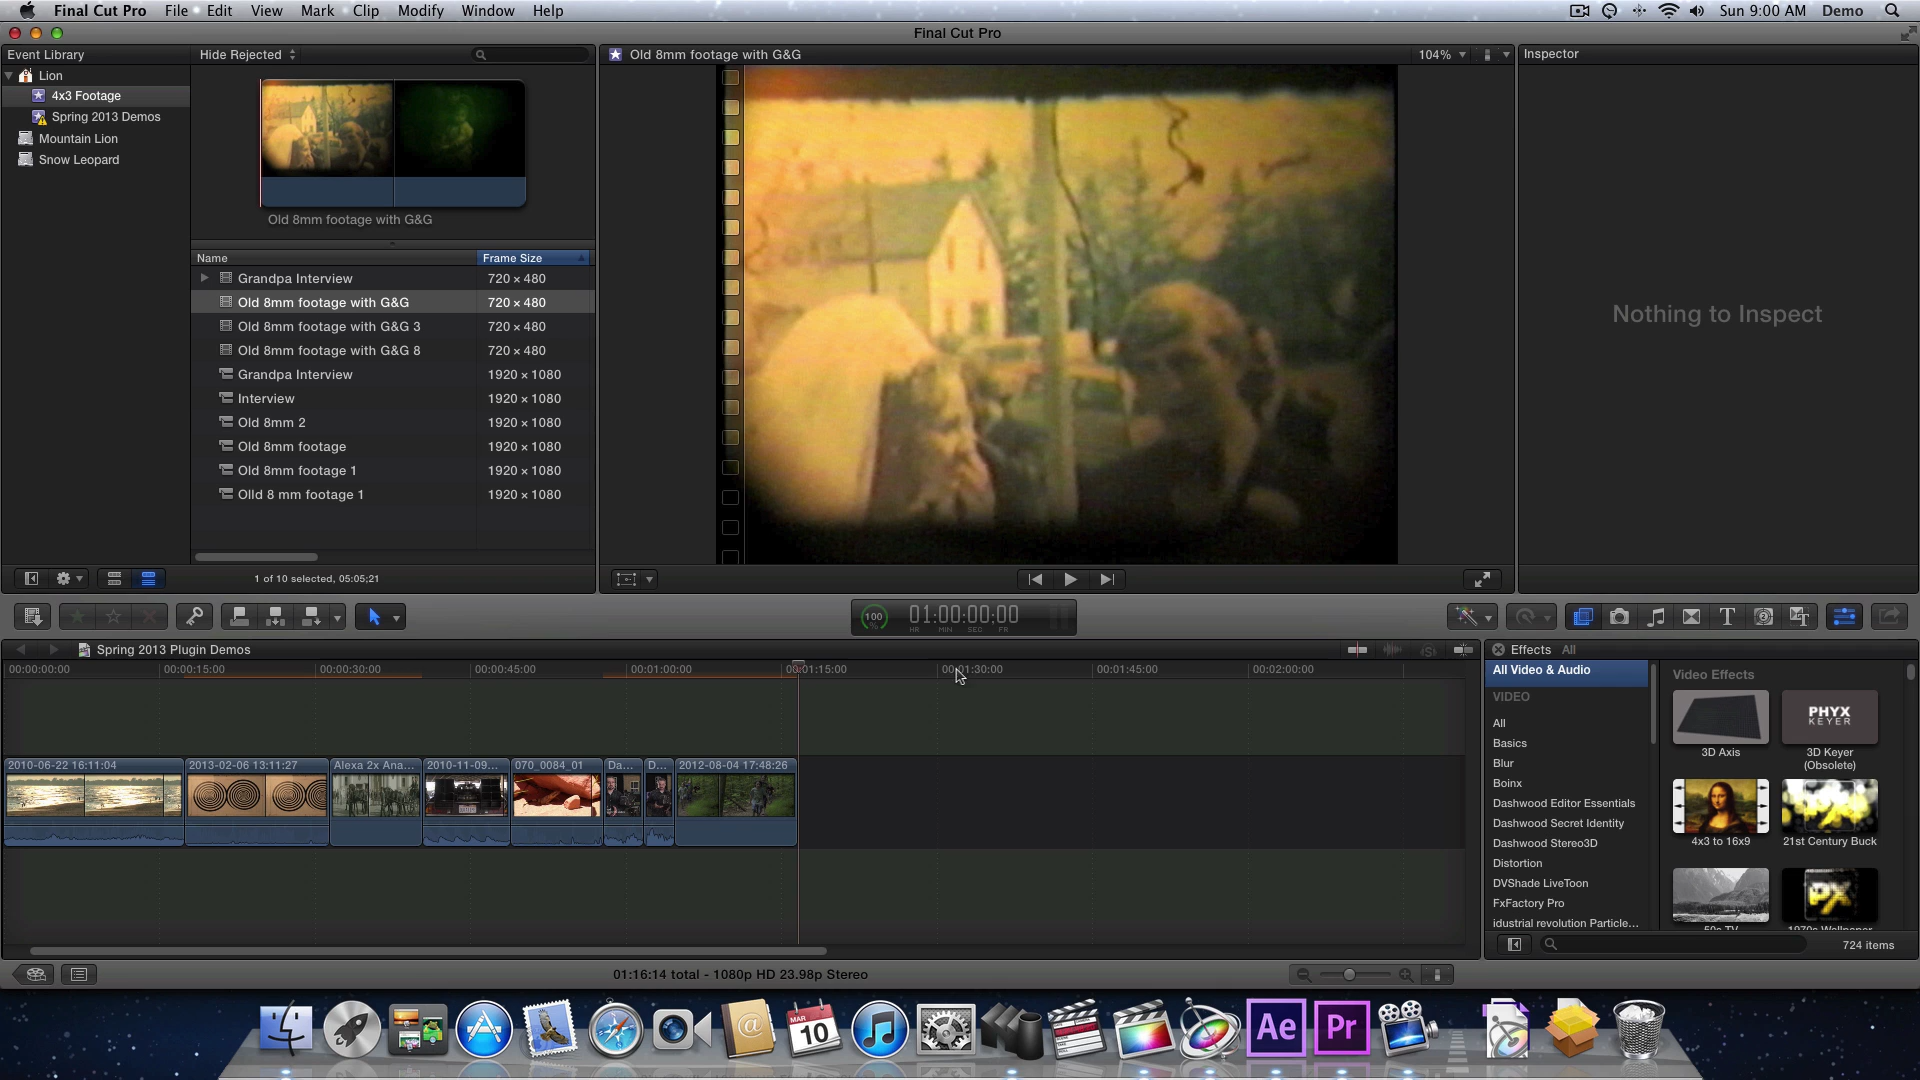 Final Cut Pro File Edit View Mark Clip Modify Window Help Sun 9:00 AM Demo
Final Cut Pro
Event Library
Lion
4x3 Footage
Spring 2013 Demos
Mountain Lion
Snow Leopard
Hide Rejected
Old 8mm footage with G&G
Name Frame Size
Grandpa Interview 720 × 480
Old 8mm footage with G&G 720 × 480
Old 8mm footage with G&G 3 720 × 480
Old 8mm footage with G&G 8 720 × 480
Grandpa Interview 1920 × 1080
Interview 1920 × 1080
Old 8mm 2 1920 × 1080
Old 8mm footage 1920 × 1080
Old 8mm footage 1 1920 × 1080
Olld 8 mm footage 1 1920 × 1080
1 of 10 selected, 05:05;21
Old 8mm footage with G&G 104%
Inspector
Nothing to Inspect
100 01:00:00;00
% HR MIN SEC FR
Spring 2013 Plugin Demos
00:00:00:00 00:00:15:00 00:00:30:00 00:00:45:00 00:01:00:00 00:01:15:00 00:01:30:00 00:01:45:00 00:02:00:00
2010-06-22 16:11:04 2013-02-06 13:11:27 Alexa 2x Ana... 2010-11-09... 070_0084_01 Da... D... 2012-08-04 17:48:26
01:16:14 total - 1080p HD 23.98p Stereo
Effects All
All Video & Audio
VIDEO
All
Basics
Blur
Boinx
Dashwood Editor Essentials
Dashwood Secret Identity
Dashwood Stereo3D
Distortion
DVShade LiveToon
FxFactory Pro
idustrial revolution Particle...
Video Effects
PHYX
KEYER
3D Axis
3D Keyer
(Obsolete)
4x3 to 16x9
21st Century Buck
PX
50s TV
1970s Wallpaper
724 items
MAR
10
Ae
Pr